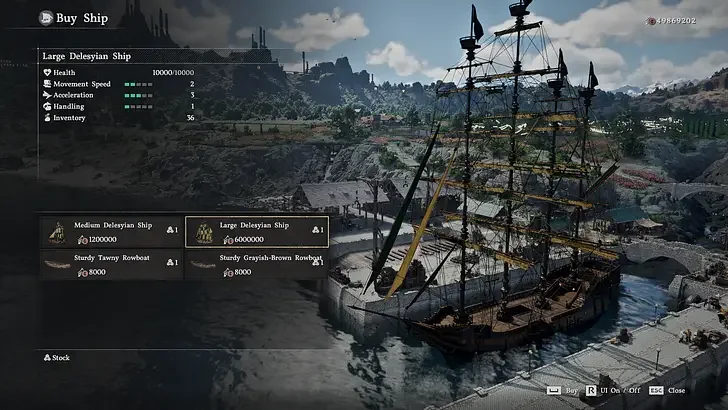 Buy Ship
49869202
Large Delesyian Ship
Health 10000/10000
Movement Speed 2
Acceleration 5
Handling 1
Inventory 36
Medium Delesyian Ship 1
1200000
Large Delesyian Ship 1
6000000
Sturdy Tawny Rowboat 1
8000
Sturdy Grayish-Brown Rowboat 1
8000
Stock
Buy R UI On / Off ESC Close